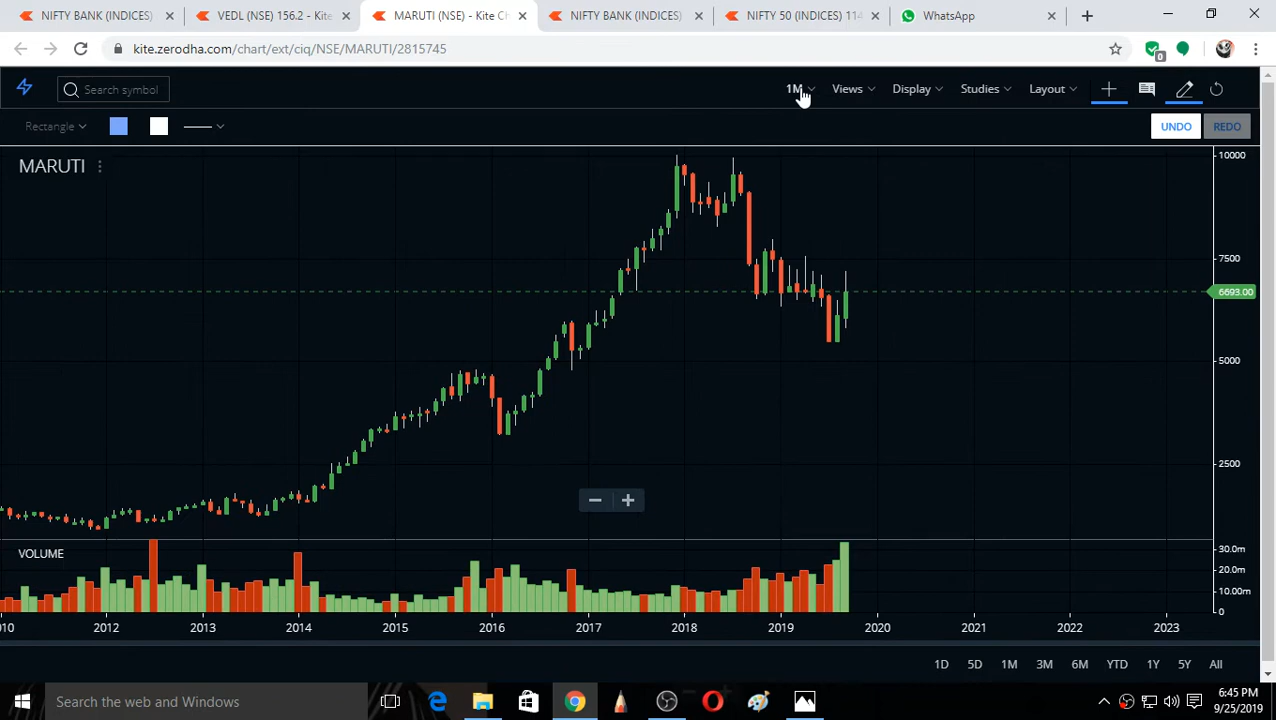 NIFTY BANK (INDICES)
VEDL (NSE) 156.2 - Kite
MARUTI (NSE) - Kite Ch
NIFTY BANK (INDICES)
NIFTY 50 (INDICES) 114
WhatsApp
kite.zerodha.com/chart/ext/ciq/NSE/MARUTI/2815745
0
Search symbol
1M
Views
Display
Studies
Layout
Rectangle
UNDO
REDO
MARUTI
10000
7500
6693.00
5000
2500
VOLUME
30.0m
20.0m
10.00m
0
010 2012 2013 2014 2015 2016 2017 2018 2019 2020 2021 2022 2023
1D 5D 1M 3M 6M YTD 1Y 5Y All
Search the web and Windows
6:45 PM
9/25/2019